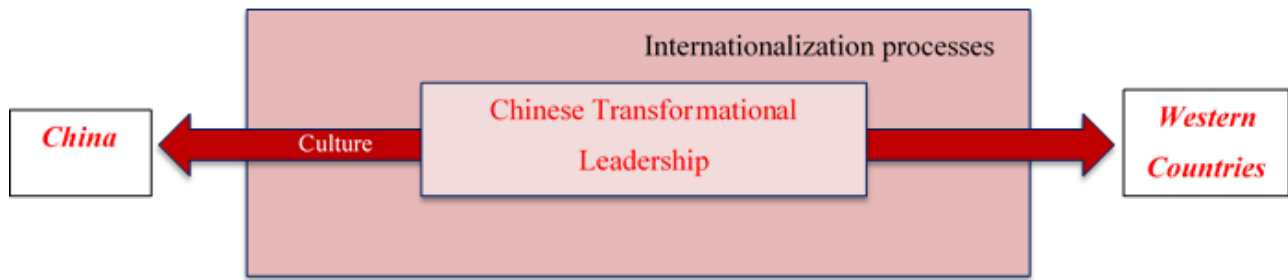 Internationalization processes
China
Culture
Chinese Transformational
Leadership
Western
Countries